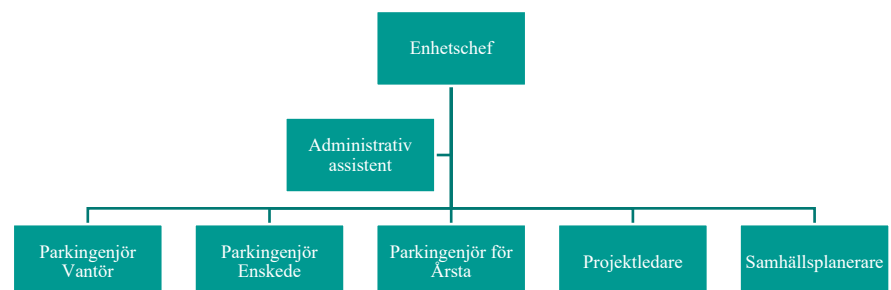 Enhetschef
Administrativ
assistent
Parkingenjör
Vantör
Parkingenjör
Enskede
Parkingenjör för
Årsta
Projektledare
Samhällsplanerare